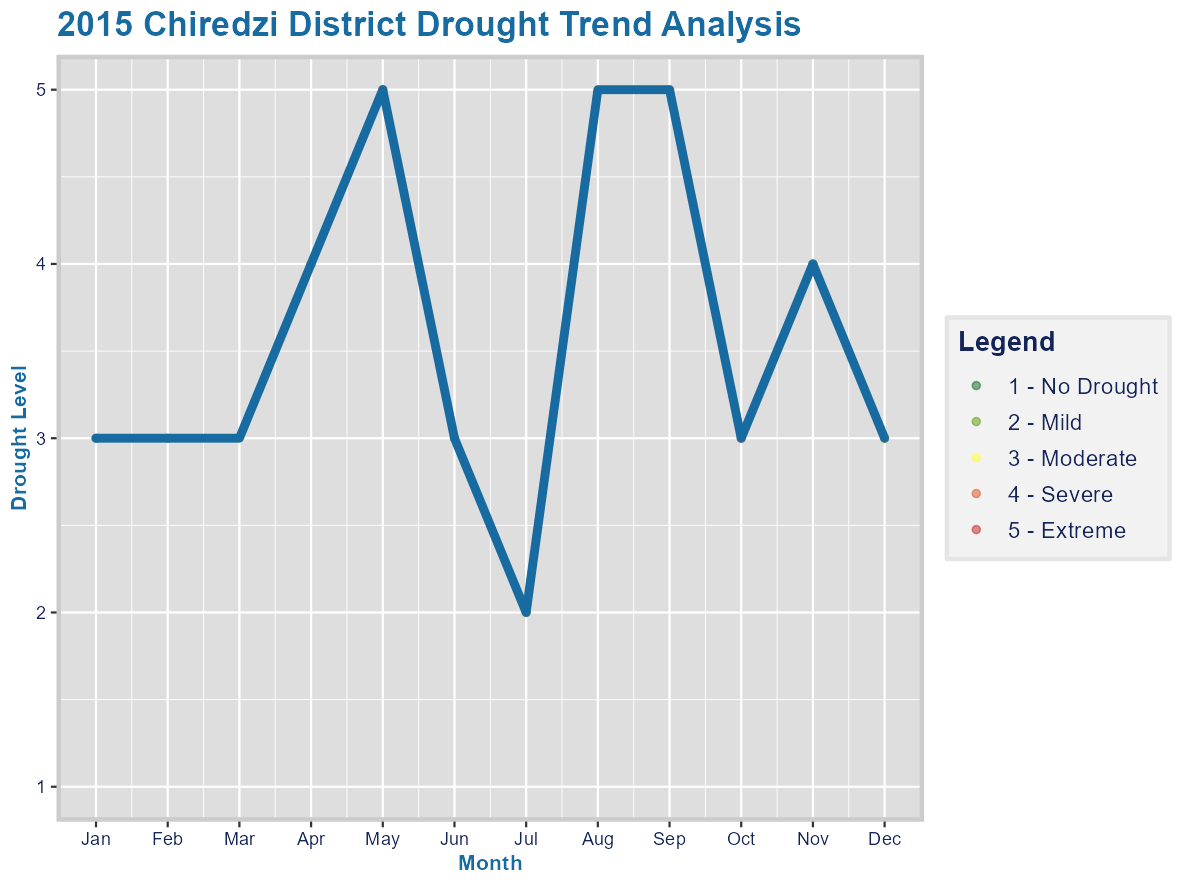 2015 Chiredzi District Drought Trend Analysis
Drought Level
5
4
3
2
1
Jan Feb Mar Apr May Jun Jul Aug Sep Oct Nov Dec
Month
Legend
1 - No Drought
2 - Mild
3 - Moderate
4 - Severe
5 - Extreme